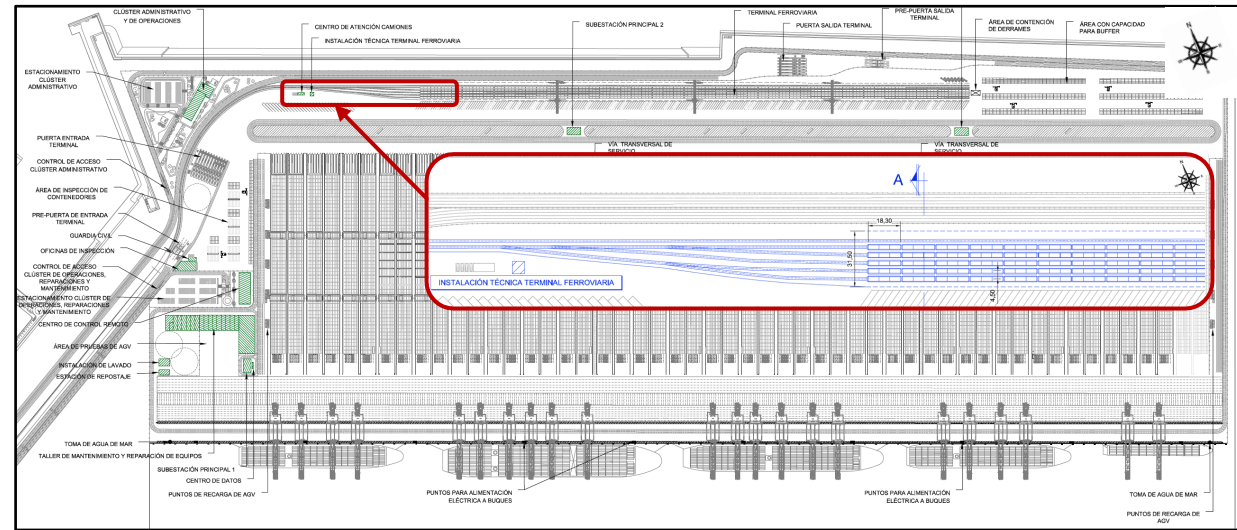 CLÚSTER ADMINISTRATIVO
Y DE OPERACIONES
CENTRO DE ATENCIÓN CAMIONES
INSTALACIÓN TÉCNICA TERMINAL FERROVIARIA
SUBESTACIÓN PRINCIPAL 2
TERMINAL FERROVIARIA
PUERTA SALIDA TERMINAL
PRE-PUERTA SALIDA
TERMINAL
ÁREA DE CONTENCIÓN
DE DERRAMES
ÁREA CON CAPACIDAD
PARA BUFFER
N
ESTACIONAMIENTO
CLÚSTER
ADMINISTRATIVO
PUERTA ENTRADA
TERMINAL
CONTROL DE ACCESO
CLÚSTER ADMINISTRATIVO
ÁREA DE INSPECCIÓN DE
CONTENEDORES
PRE-PUERTA DE ENTRADA
TERMINAL
GUARDIA CIVIL
OFICINAS DE INSPECCIÓN
CONTROL DE ACCESO
CLÚSTER DE OPERACIONES,
REPARACIONES Y
MANTENIMIENTO
ESTACIONAMIENTO CLÚSTER DE
OPERACIONES, REPARACIONES
Y MANTENIMIENTO
CENTRO DE CONTROL REMOTO
ÁREA DE PRUEBAS DE AGV
INSTALACIÓN DE LAVADO
ESTACIÓN DE REPOSTAJE
VÍA TRANSVERSAL DE
SERVICIO
VÍA TRANSVERSAL DE
SERVICIO
A
N
18,30
31,50
4,50
INSTALACIÓN TÉCNICA TERMINAL FERROVIARIA
TOMA DE AGUA DE MAR
TALLER DE MANTENIMIENTO Y REPARACIÓN DE EQUIPOS
SUBESTACIÓN PRINCIPAL 1
CENTRO DE DATOS
PUNTOS DE RECARGA DE AGV
PUNTOS PARA ALIMENTACIÓN
ELÉCTRICA A BUQUES
PUNTOS PARA ALIMENTACIÓN
ELÉCTRICA A BUQUES
TOMA DE AGUA DE MAR
PUNTOS DE RECARGA DE
AGV